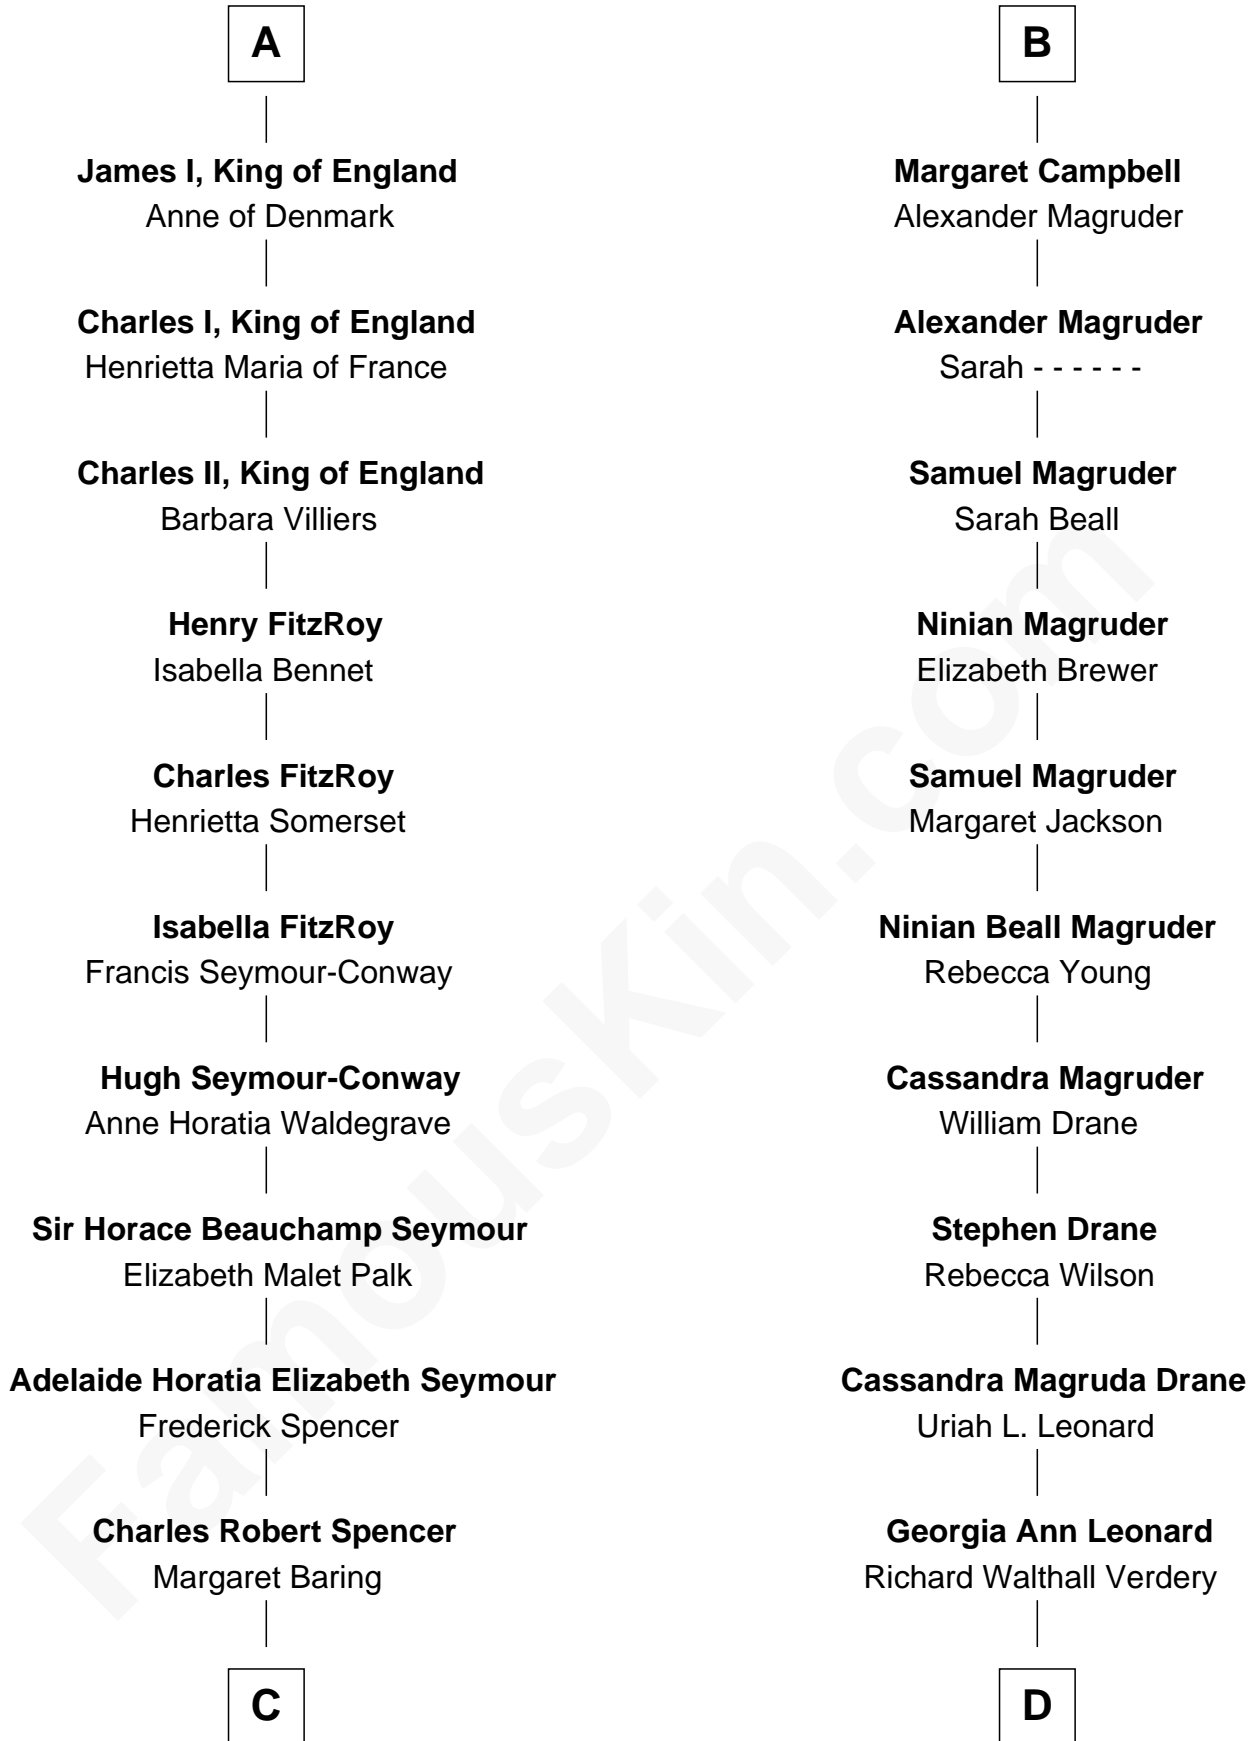 A
James I, King of England
Anne of Denmark
Charles I, King of England
Henrietta Maria of France
Charles II, King of England
Barbara Villiers
Henry FitzRoy
Isabella Bennet
Charles FitzRoy
Henrietta Somerset
Isabella FitzRoy
Francis Seymour-Conway
Hugh Seymour-Conway
Anne Horatia Waldegrave
Sir Horace Beauchamp Seymour
Elizabeth Malet Palk
Adelaide Horatia Elizabeth Seymour
Frederick Spencer
Charles Robert Spencer
Margaret Baring
C
B
Margaret Campbell
Alexander Magruder
Alexander Magruder
Sarah - - - - - -
Samuel Magruder
Sarah Beall
Ninian Magruder
Elizabeth Brewer
Samuel Magruder
Margaret Jackson
Ninian Beall Magruder
Rebecca Young
Cassandra Magruder
William Drane
Stephen Drane
Rebecca Wilson
Cassandra Magruda Drane
Uriah L. Leonard
Georgia Ann Leonard
Richard Walthall Verdery
D
FamousKin.com